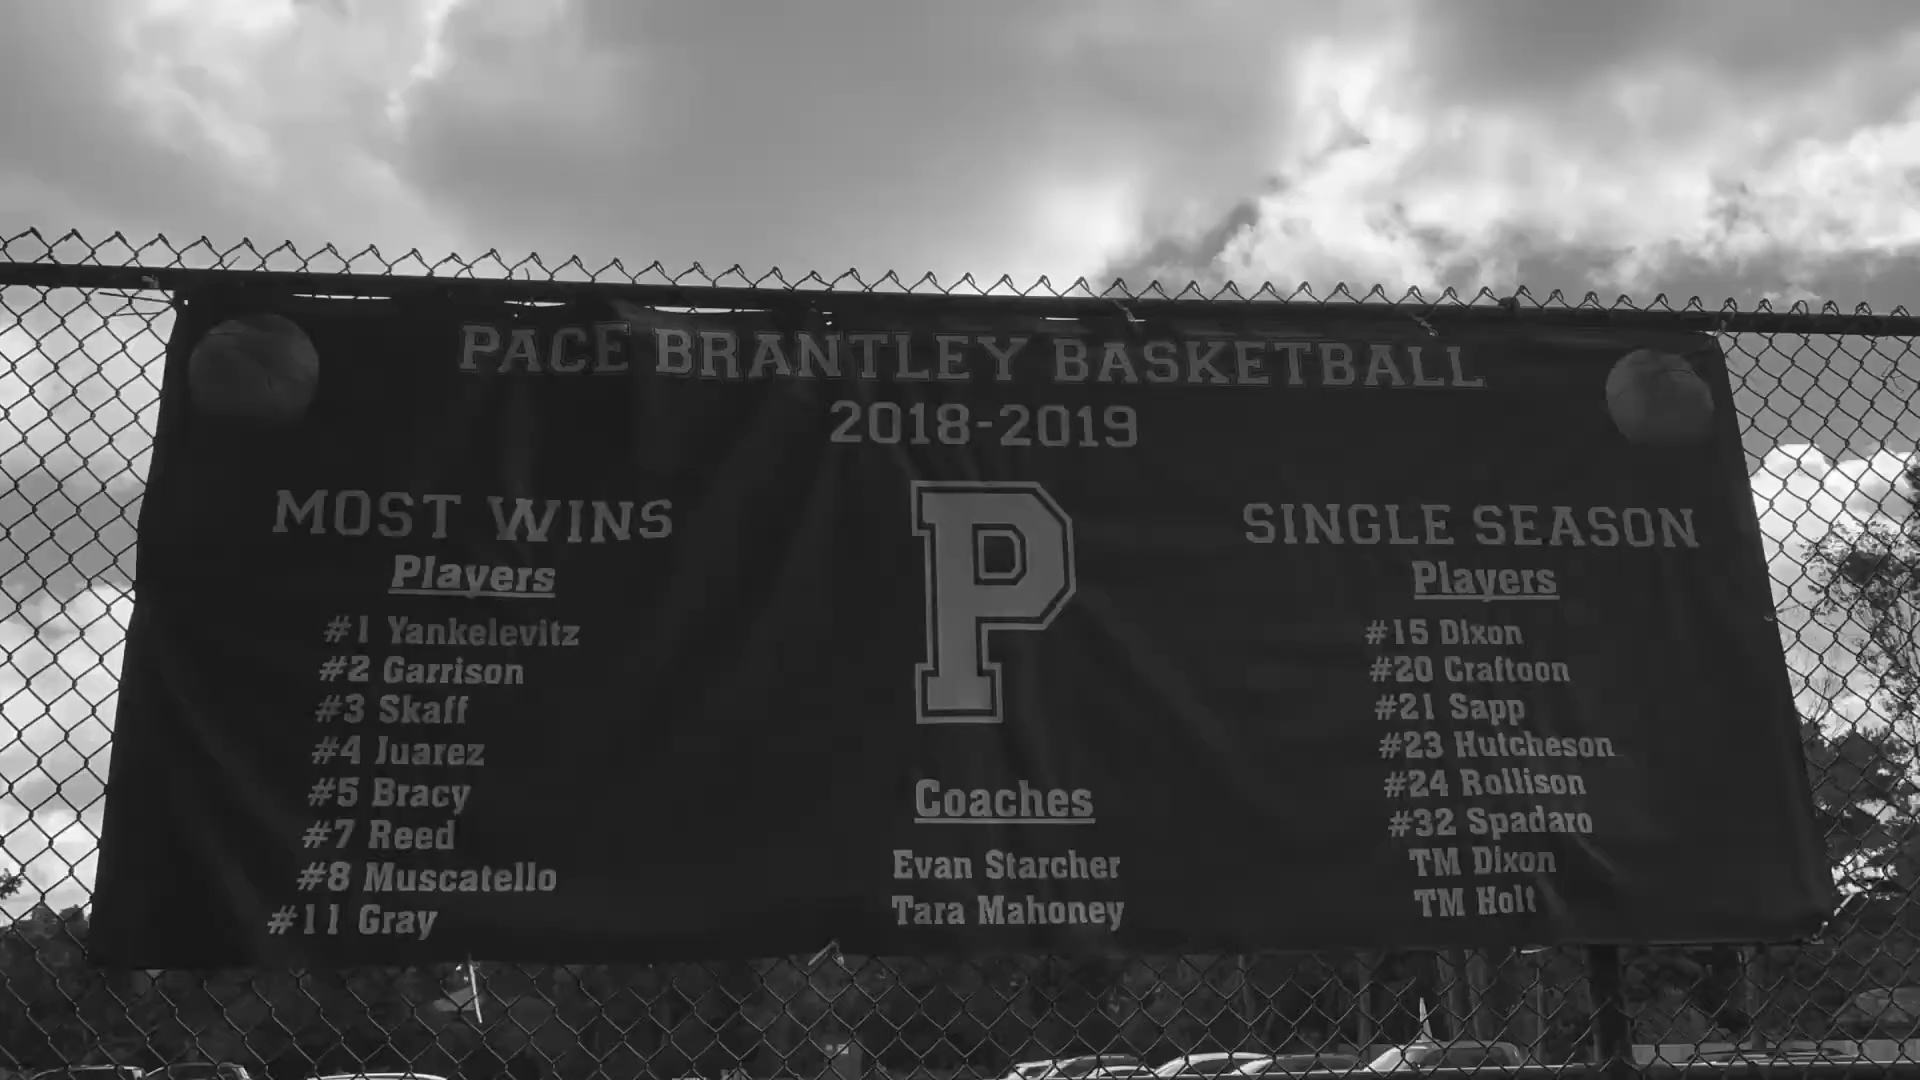 PACE BRANTLEY BASKETBALL
2018-2019
MOST WINS
Players
#1 Yankelevitz
#2 Garrison
#3 Skaff
#4 Juarez
#5 Bracy
#7 Reed
#8 Muscatello
#11 Gray
P
Coaches
Evan Starcher
Tara Mahoney
SINGLE SEASON
Players
#15 Dixon
#20 Craftoon
#21 Sapp
#23 Hutcheson
#24 Rollison
#32 Spadaro
TM Dixon
TM Holt